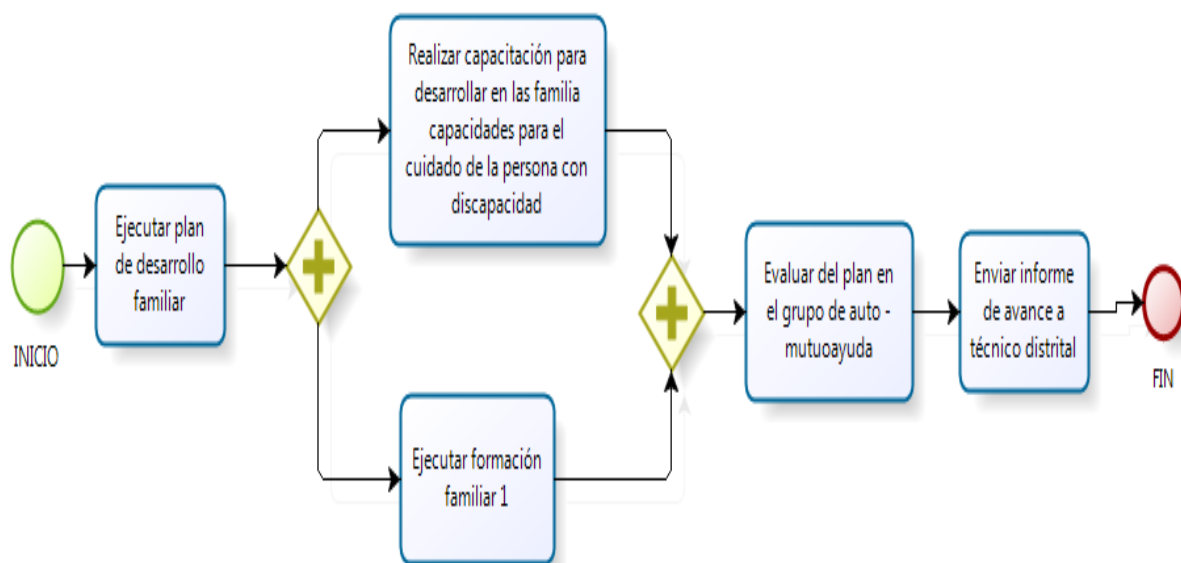 INICIO
Ejecutar plan
de desarrollo
familiar
Realizar capacitación para
desarrollar en las familia
capacidades para el
cuidado de la persona con
discapacidad
Ejecutar formación
familiar 1
Evaluar del plan en
el grupo de auto -
mutuoayuda
Enviar informe
de avance a
técnico distrital
FIN